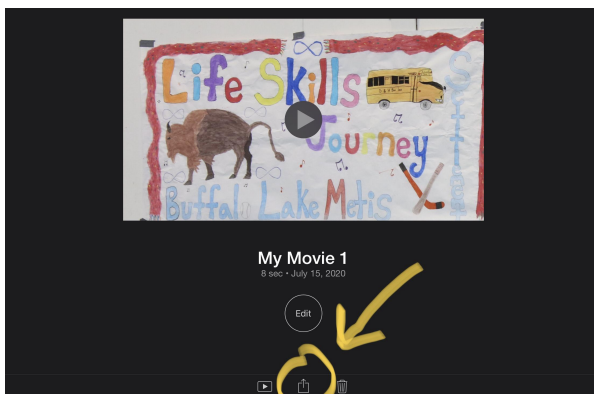 Life Skills
Journey
Buffalo Lake Metis
My Movie 1
8 sec • July 15, 2020
Edit